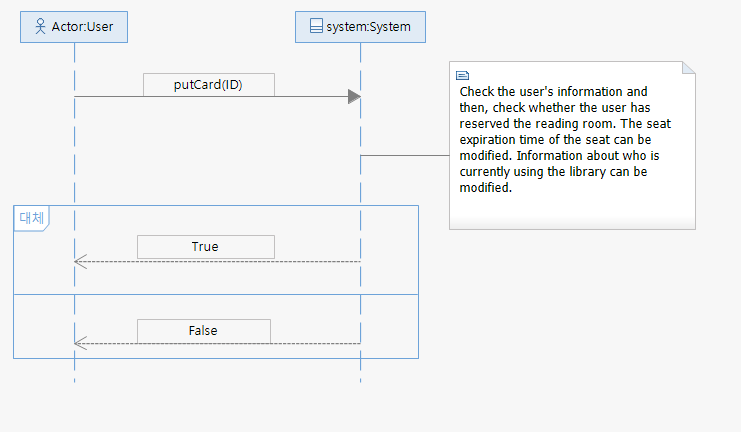 Actor:User
system:System
putCard(ID)
Check the user's information and
then, check whether the user has
reserved the reading room. The seat
expiration time of the seat can be
modified. Information about who is
currently using the library can be
modified.
대체
True
False